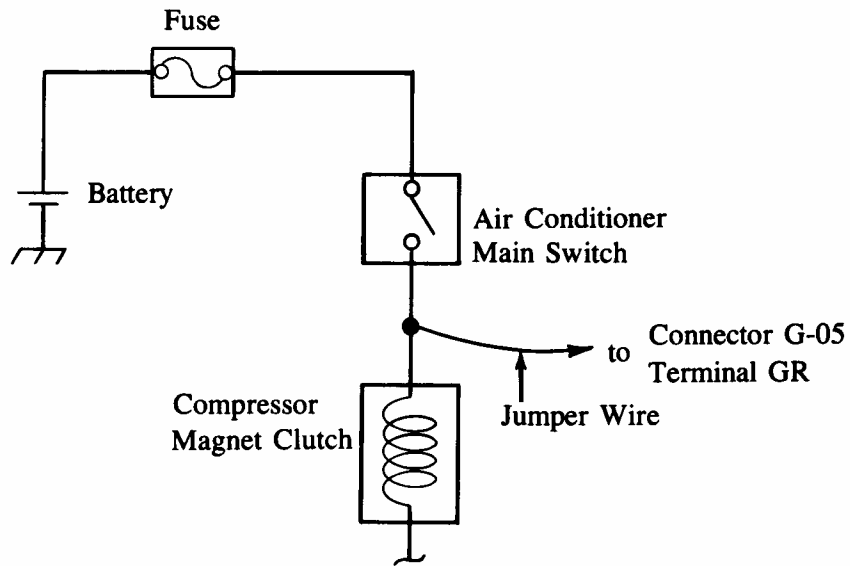 Fuse
Battery
Air Conditioner
Main Switch
to Connector G-05
Terminal GR
Jumper Wire
Compressor
Magnet Clutch